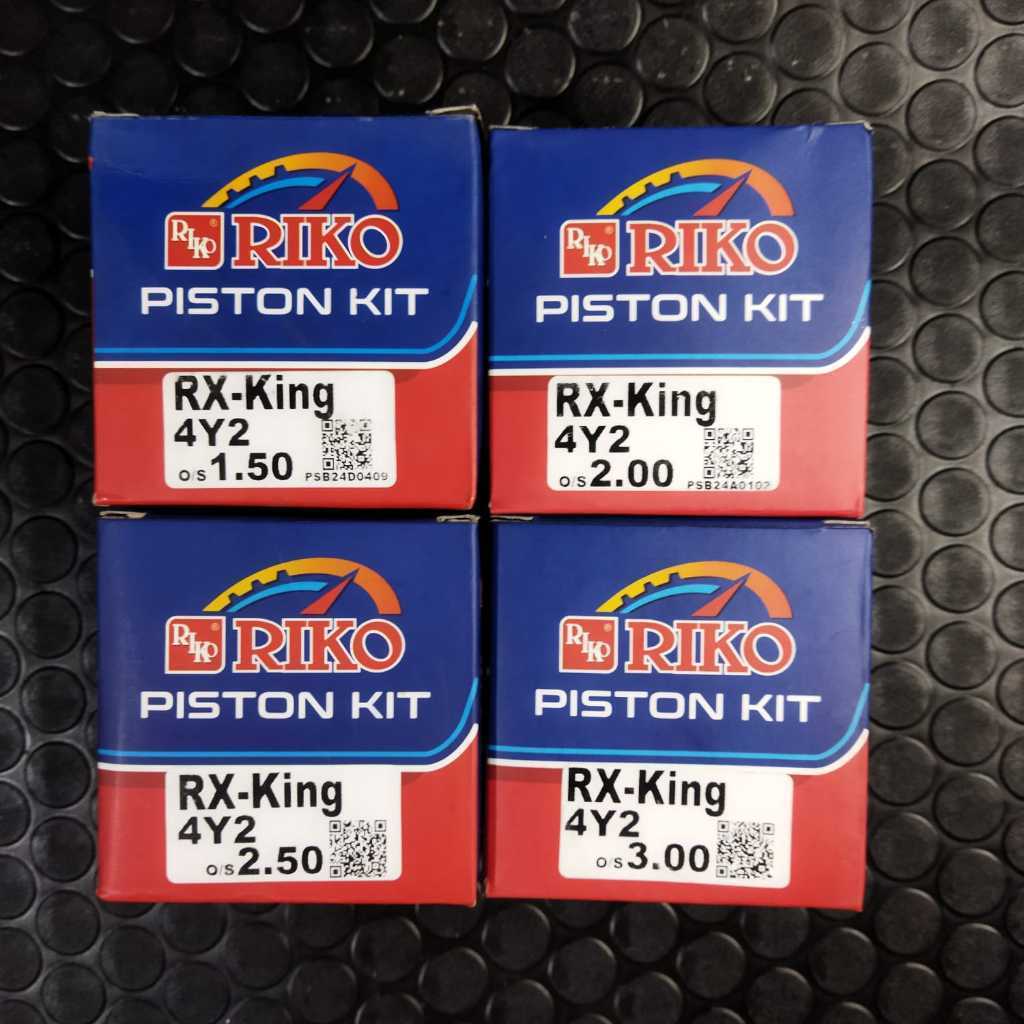 RIKO® RIKO
PISTON KIT
RX-King
4Y2
O/S 1.50 PSB24D0409
RIKO® RIKO
PISTON KIT
RX-King
4Y2
O/S 2.00 PSB24A0102
RIKO® RIKO
PISTON KIT
RX-King
4Y2
O/S 2.50
RIKO® RIKO
PISTON KIT
RX-King
4Y2
O/S 3.00